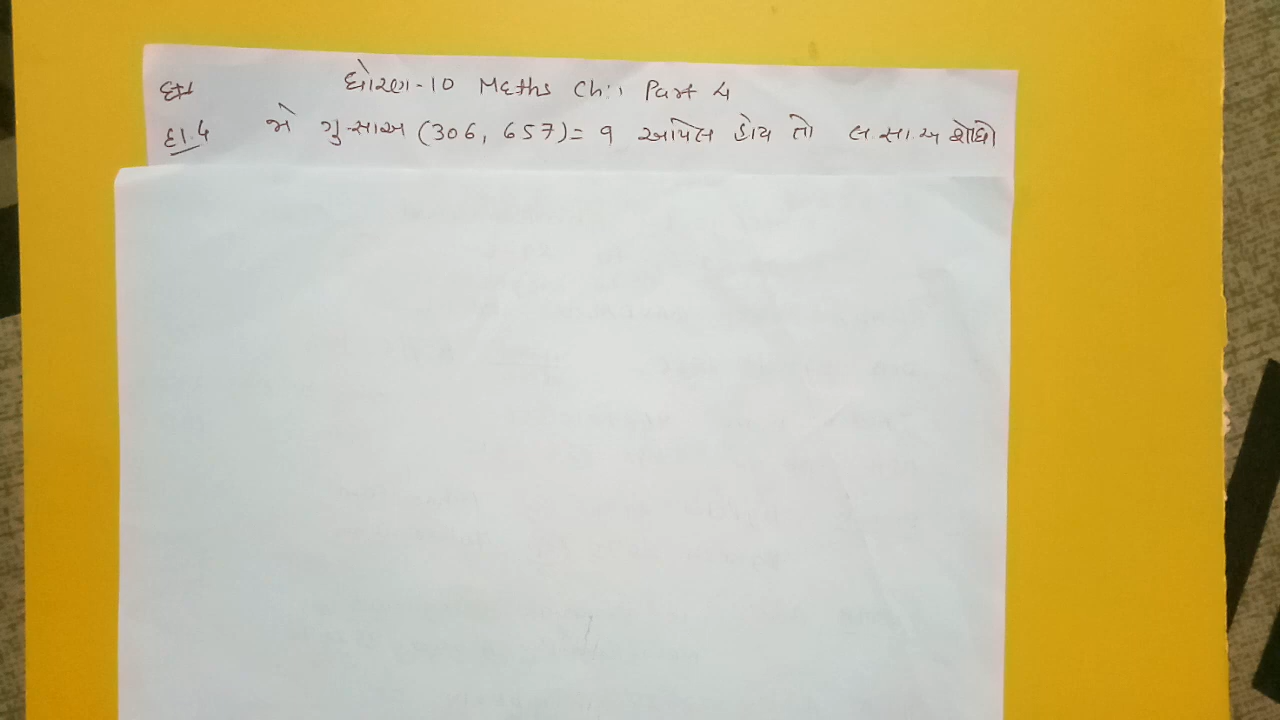 ધોરણ-10 Maths Ch:1 Part 4
દા.4 જો ગુ.સા.અ (306, 657)= 9 આપેલ હોય તો લ.સા.અ શોધો